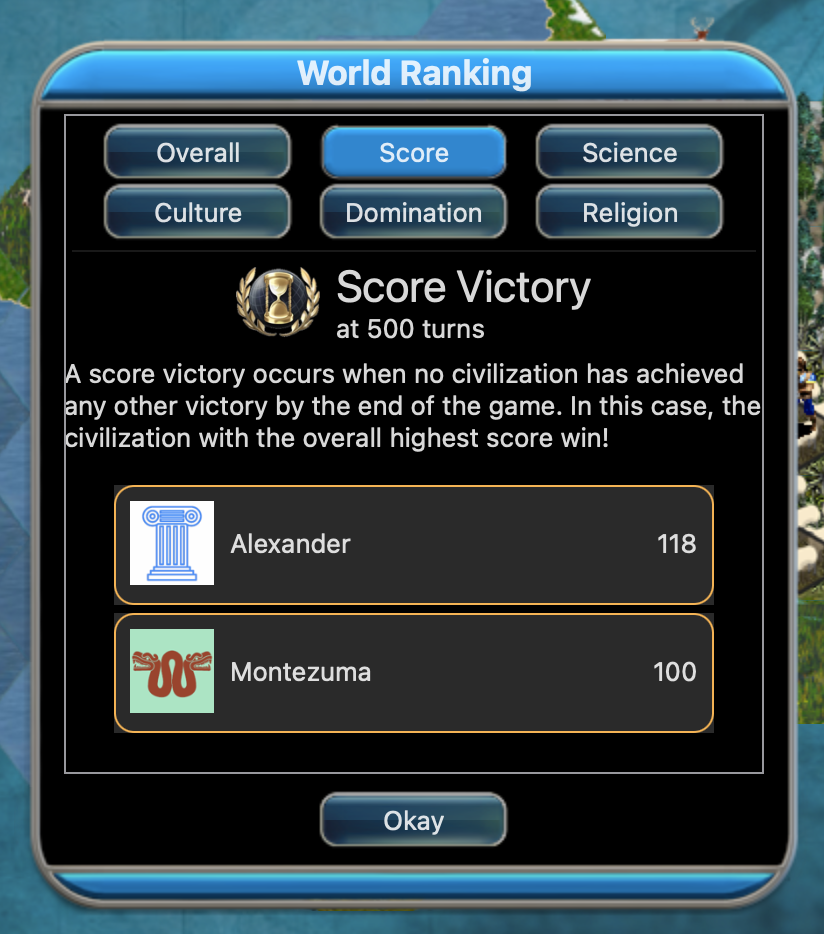 World Ranking
Overall
Score
Science
Culture
Domination
Religion
Score Victory
at 500 turns
A score victory occurs when no civilization has achieved
any other victory by the end of the game. In this case, the
civilization with the overall highest score win!
Alexander 118
Montezuma 100
Okay